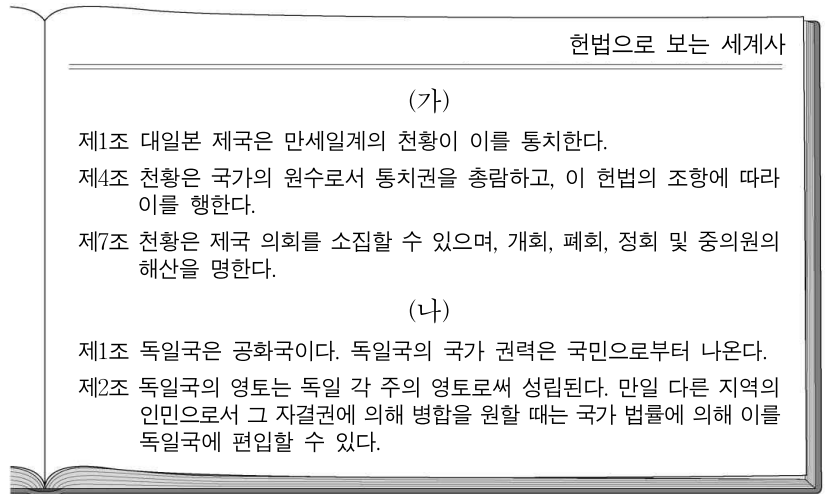 헌법으로 보는 세계사
(가)
제1조 대일본 제국은 만세일계의 천황이 이를 통치한다.
제4조 천황은 국가의 원수로서 통치권을 총람하고, 이 헌법의 조항에 따라
이를 행한다.
제7조 천황은 제국 의회를 소집할 수 있으며, 개회, 폐회, 정회 및 중의원의
해산을 명한다.
(나)
제1조 독일국은 공화국이다. 독일국의 국가 권력은 국민으로부터 나온다.
제2조 독일국의 영토는 독일 각 주의 영토로써 성립된다. 만일 다른 지역의
인민으로서 그 자결권에 의해 병합을 원할 때는 국가 법률에 의해 이를
독일국에 편입할 수 있다.